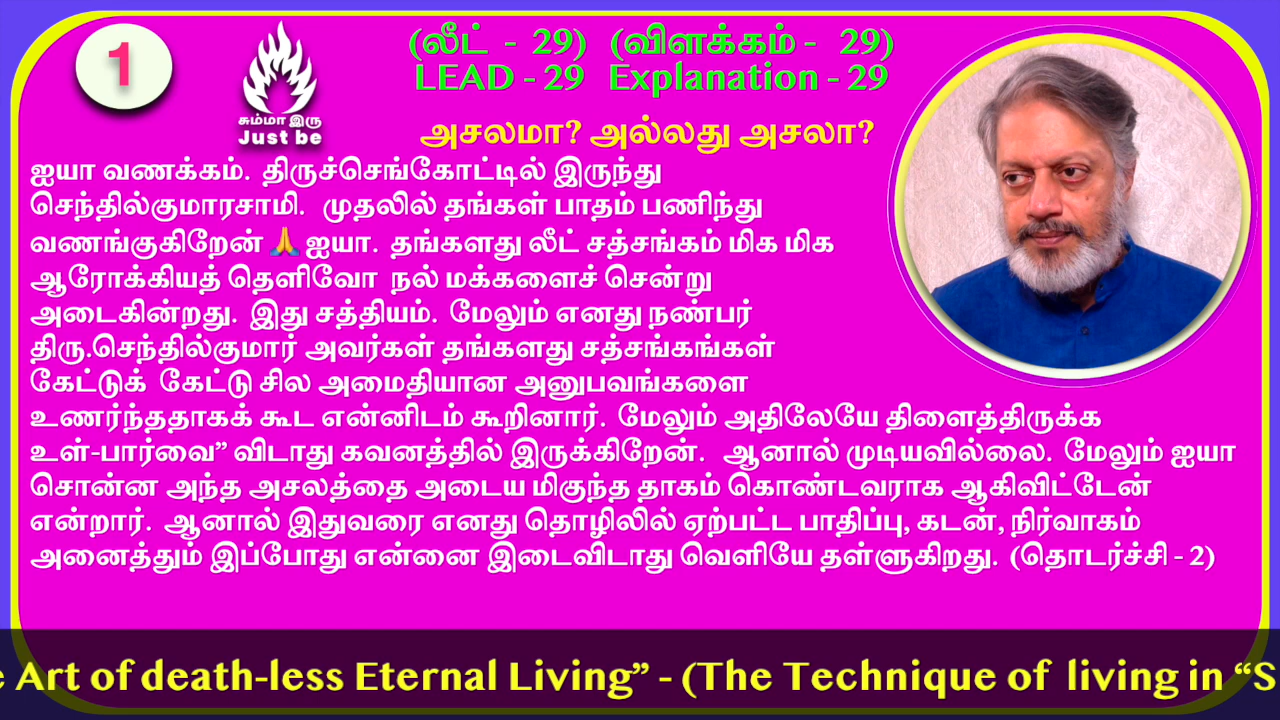 1
சும்மா இரு
Just be
(லீட் - 29) (விளக்கம் - 29)
LEAD - 29 Explanation - 29
அசலமா? அல்லது அசலா?
ஐயா வணக்கம். திருச்செங்கோட்டில் இருந்து
செந்தில்குமாரசாமி. முதலில் தங்கள் பாதம் பணிந்து
வணங்குகிறேன் 🙏 ஐயா. தங்களது லீட் சத்சங்கம் மிக மிக
ஆரோக்கியத் தெளிவோ நல் மக்களைச் சென்று
அடைகின்றது. இது சத்தியம். மேலும் எனது நண்பர்
திரு.செந்தில்குமார் அவர்கள் தங்களது சத்சங்கங்கள்
கேட்டுக் கேட்டு சில அமைதியான அனுபவங்களை
உணர்ந்ததாகக் கூட என்னிடம் கூறினார். மேலும் அதிலேயே திளைத்திருக்க
உள்-பார்வை” விடாது கவனத்தில் இருக்கிறேன். ஆனால் முடியவில்லை. மேலும் ஐயா
சொன்ன அந்த அசலத்தை அடைய மிகுந்த தாகம் கொண்டவராக ஆகிவிட்டேன்
என்றார். ஆனால் இதுவரை எனது தொழிலில் ஏற்பட்ட பாதிப்பு, கடன், நிர்வாகம்
அனைத்தும் இப்போது என்னை இடைவிடாது வெளியே தள்ளுகிறது. (தொடர்ச்சி - 2)
e Art of death-less Eternal Living” - (The Technique of living in “S